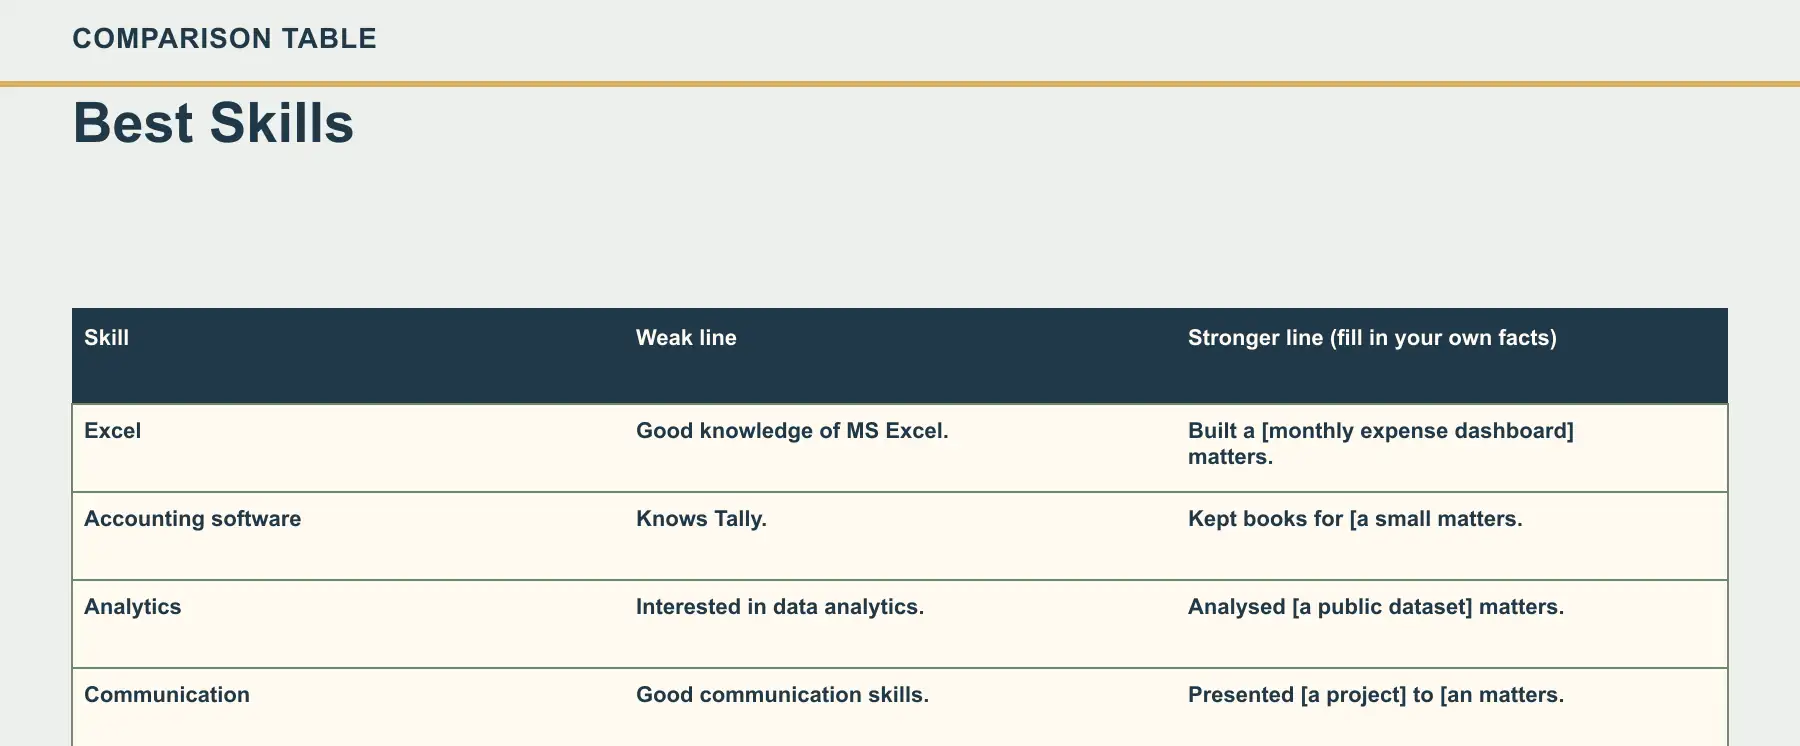 COMPARISON TABLE
Best Skills
Skill
Weak line
Stronger line (fill in your own facts)
Excel
Good knowledge of MS Excel.
Built a [monthly expense dashboard]
matters.
Accounting software
Knows Tally.
Kept books for [a small matters.
Analytics
Interested in data analytics.
Analysed [a public dataset] matters.
Communication
Good communication skills.
Presented [a project] to [an matters.